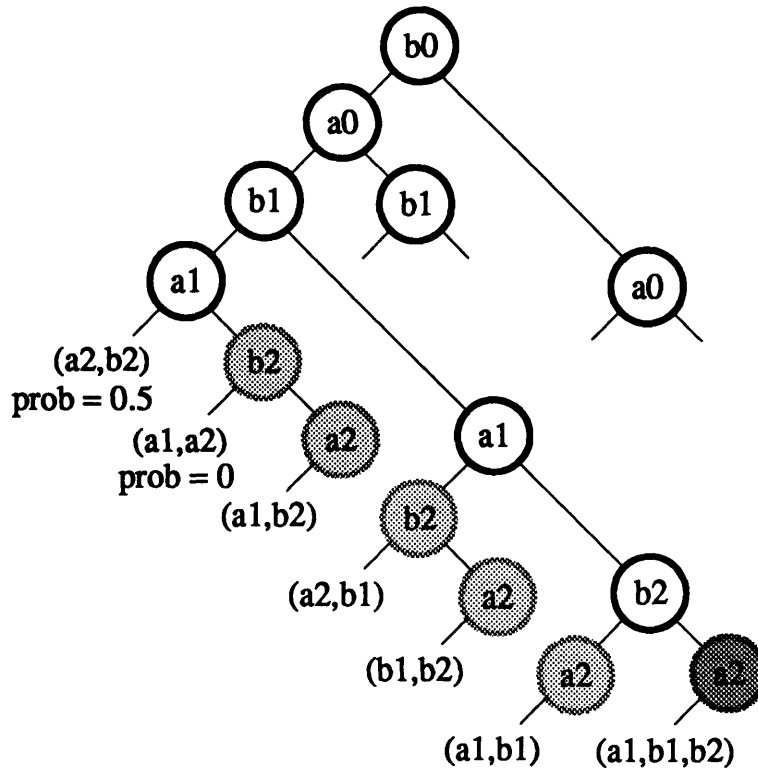 b0
a0
b1
b1
a1
a0
(a2,b2)
prob = 0.5
b2
(a1,a2)
prob = 0
a2
a1
(a1,b2)
b2
(a2,b1)
a2
b2
(b1,b2)
a2
a2
(a1,b1)
(a1,b1,b2)